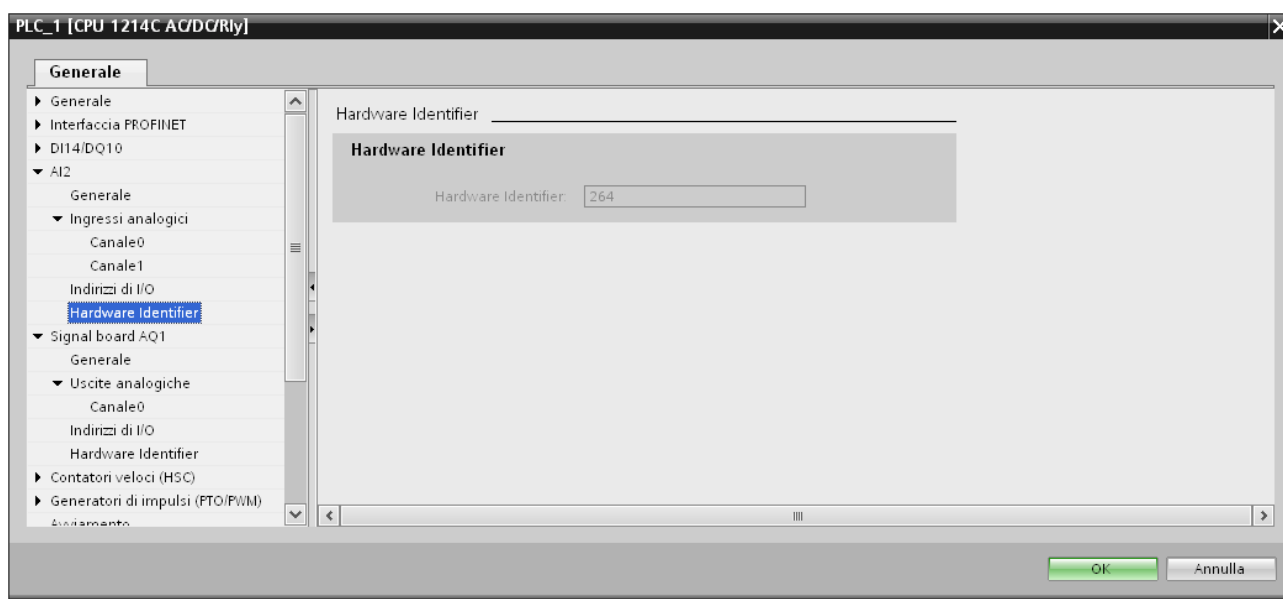 PLC_1 [CPU 1214C AC/DC/Rly]
Generale
Generale
Interfaccia PROFINET
DI14/DQ10
AI2
Generale
Ingressi analogici
Canale0
Canale1
Indirizzi di I/O
Hardware Identifier
Signal board AQ1
Generale
Uscite analogiche
Canale0
Indirizzi di I/O
Hardware Identifier
Contatori veloci (HSC)
Generatori di impulsi (PTO/PWM)
Avviamento
Hardware Identifier
Hardware Identifier
Hardware Identifier: 264
OK Annulla